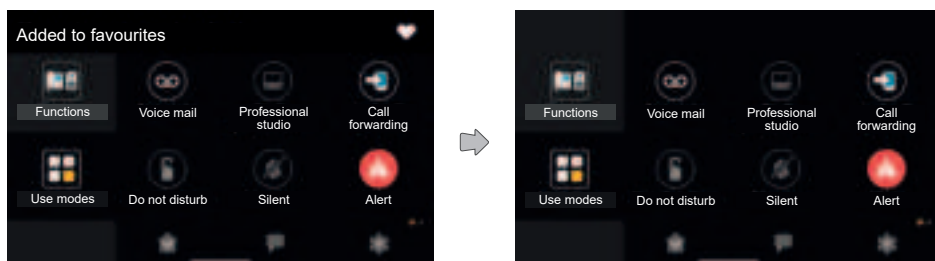 Added to favourites
Functions
Voice mail
Professional
studio
Call
forwarding
Use modes
Do not disturb
Silent
Alert
Functions
Voice mail
Professional
studio
Call
forwarding
Use modes
Do not disturb
Silent
Alert